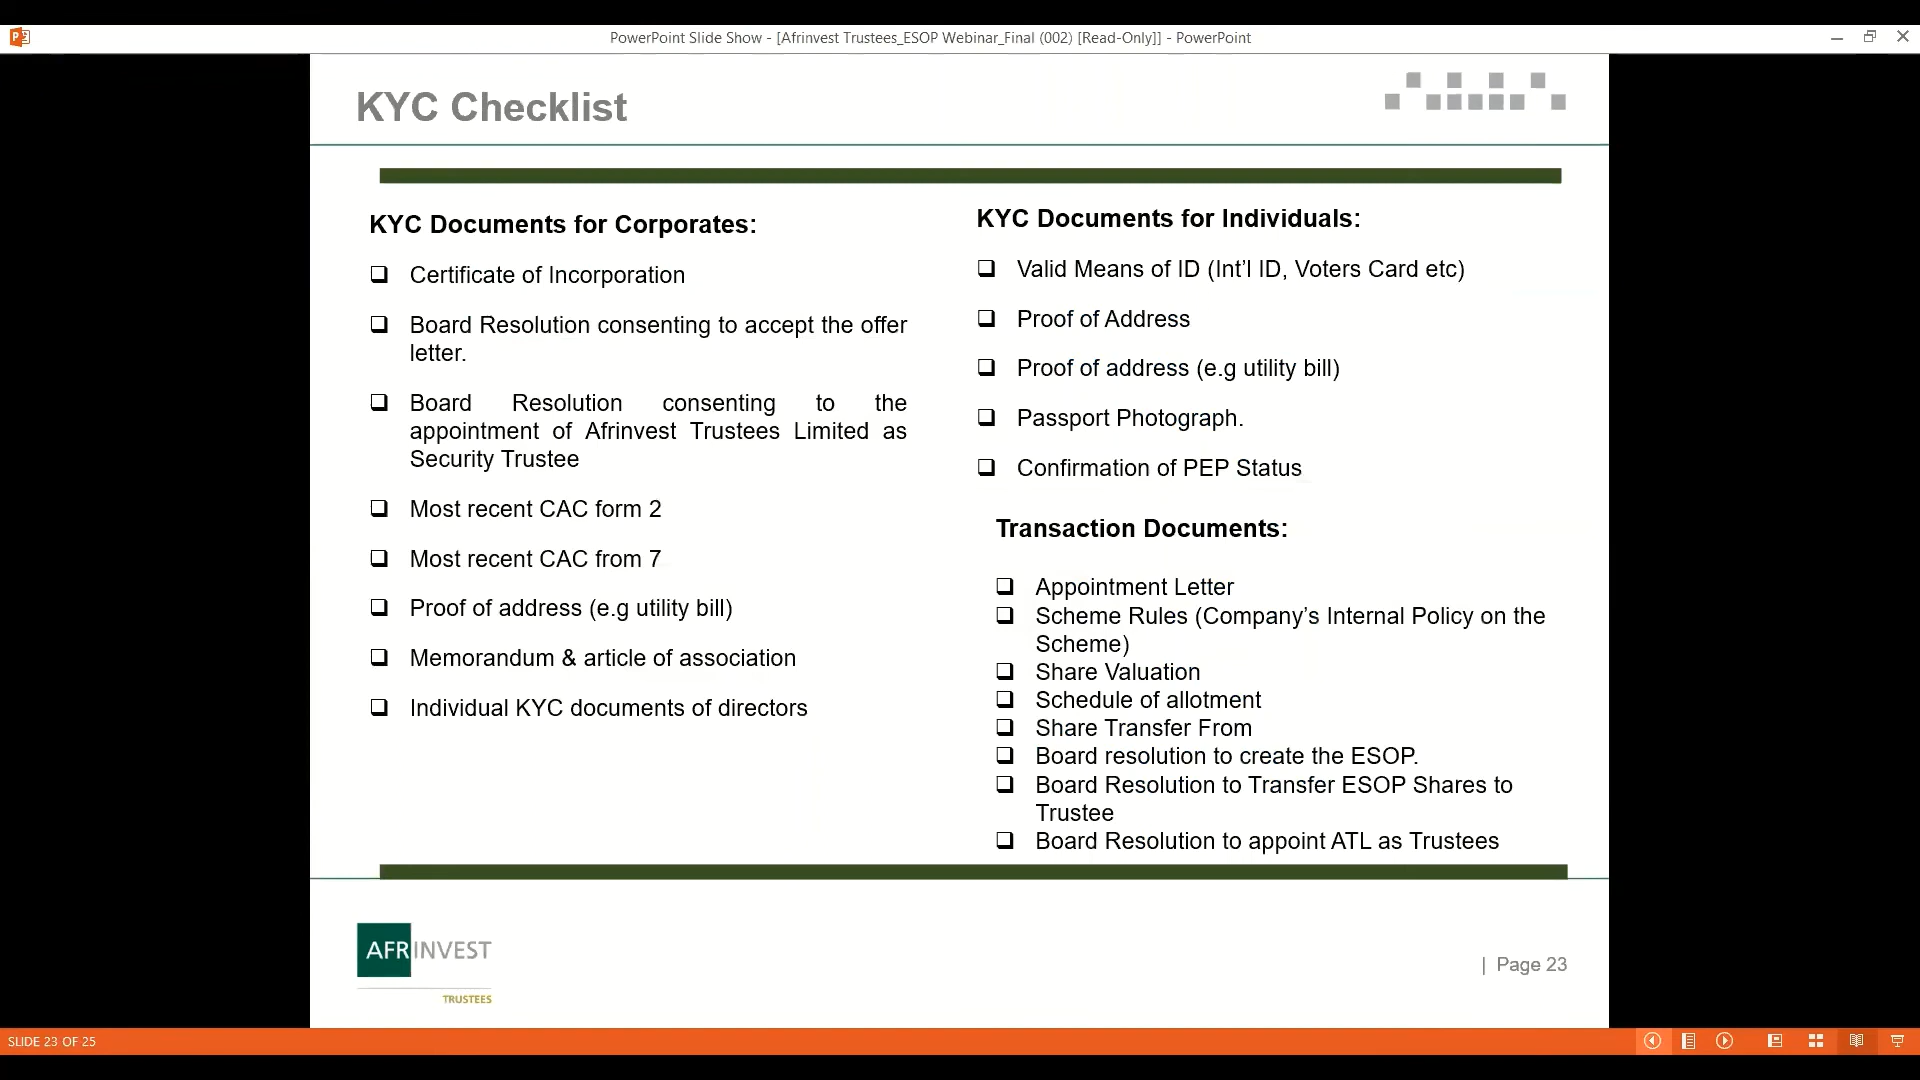 PowerPoint Slide Show - [Afrinvest Trustees_ESOP Webinar_Final (002) [Read-Only]] - PowerPoint
KYC Checklist
KYC Documents for Corporates:
Certificate of Incorporation
Board Resolution consenting to accept the offer
letter.
Board Resolution consenting to the
appointment of Afrinvest Trustees Limited as
Security Trustee
Most recent CAC form 2
Most recent CAC from 7
Proof of address (e.g utility bill)
Memorandum & article of association
Individual KYC documents of directors
KYC Documents for Individuals:
Valid Means of ID (Int’l ID, Voters Card etc)
Proof of Address
Proof of address (e.g utility bill)
Passport Photograph.
Confirmation of PEP Status
Transaction Documents:
Appointment Letter
Scheme Rules (Company’s Internal Policy on the
Scheme)
Share Valuation
Schedule of allotment
Share Transfer From
Board resolution to create the ESOP.
Board Resolution to Transfer ESOP Shares to
Trustee
Board Resolution to appoint ATL as Trustees
AFRINVEST
TRUSTEES
| Page 23
SLIDE 23 OF 25